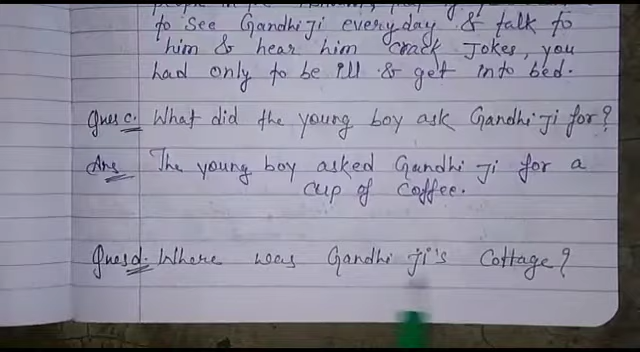 to see Gandhi Ji everyday & talk to
him & hear him crack Jokes, you
had only to be ill & get into bed.
Ques c. What did the young boy ask Gandhi Ji for?
Ans The young boy asked Gandhi Ji for a
cup of coffee.
Ques d. Where was Gandhi ji's Cottage?